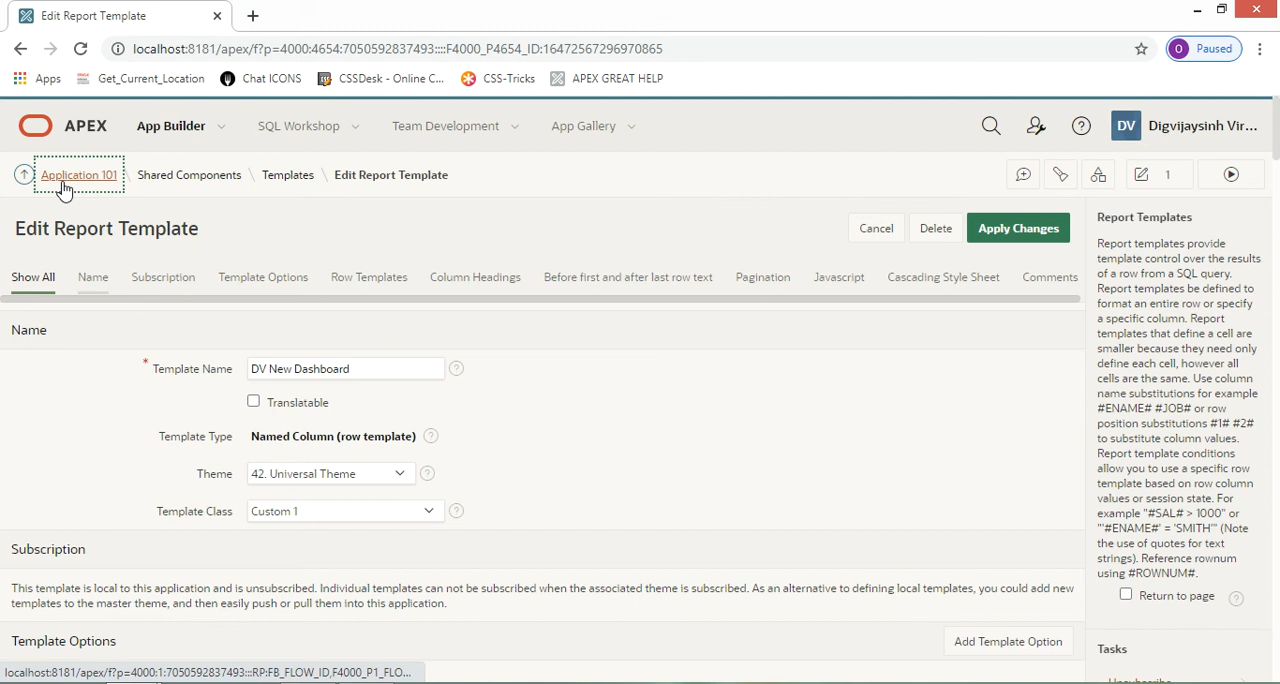 Edit Report Template
localhost:8181/apex/f?p=4000:4654:7050592837493::::F4000_P4654_ID:16472567296970865
O Paused
Apps Get_Current_Location Chat ICONS CSSDesk - Online C... CSS-Tricks APEX GREAT HELP
APEX App Builder SQL Workshop Team Development App Gallery DV Digvijaysinh Vir...
Application 101 \ Shared Components \ Templates \ Edit Report Template
1
Edit Report Template
Cancel Delete Apply Changes
Show All Name Subscription Template Options Row Templates Column Headings Before first and after last row text Pagination Javascript Cascading Style Sheet Comments
Name
* Template Name DV New Dashboard
Translatable
Template Type Named Column (row template)
Theme 42. Universal Theme
Template Class Custom 1
Subscription
This template is local to this application and is unsubscribed. Individual templates can not be subscribed when the associated theme is subscribed. As an alternative to defining local templates, you could add new
templates to the master theme, and then easily push or pull them into this application.
Template Options
Add Template Option
localhost:8181/apex/f?p=4000:1:7050592837493:::RP:FB_FLOW_ID,F4000_P1_FLO...
Report Templates
Report templates provide
template control over the results
of a row from a SQL query.
Report templates be defined to
format an entire row or specify
a specific column. Report
templates that define a cell are
smaller because they need only
define each cell, however all
cells are the same. Use column
name substitutions for example
#ENAME# #JOB# or row
position substitutions #1# #2#
to substitute column values.
Report template conditions
allow you to use a specific row
template based on row column
values or session state. For
example "#SAL# > 1000" or
"'#ENAME#' = 'SMITH'" (Note
the use of quotes for text
strings). Reference rownum
using #ROWNUM#.
Return to page
Tasks
Unsubscribe